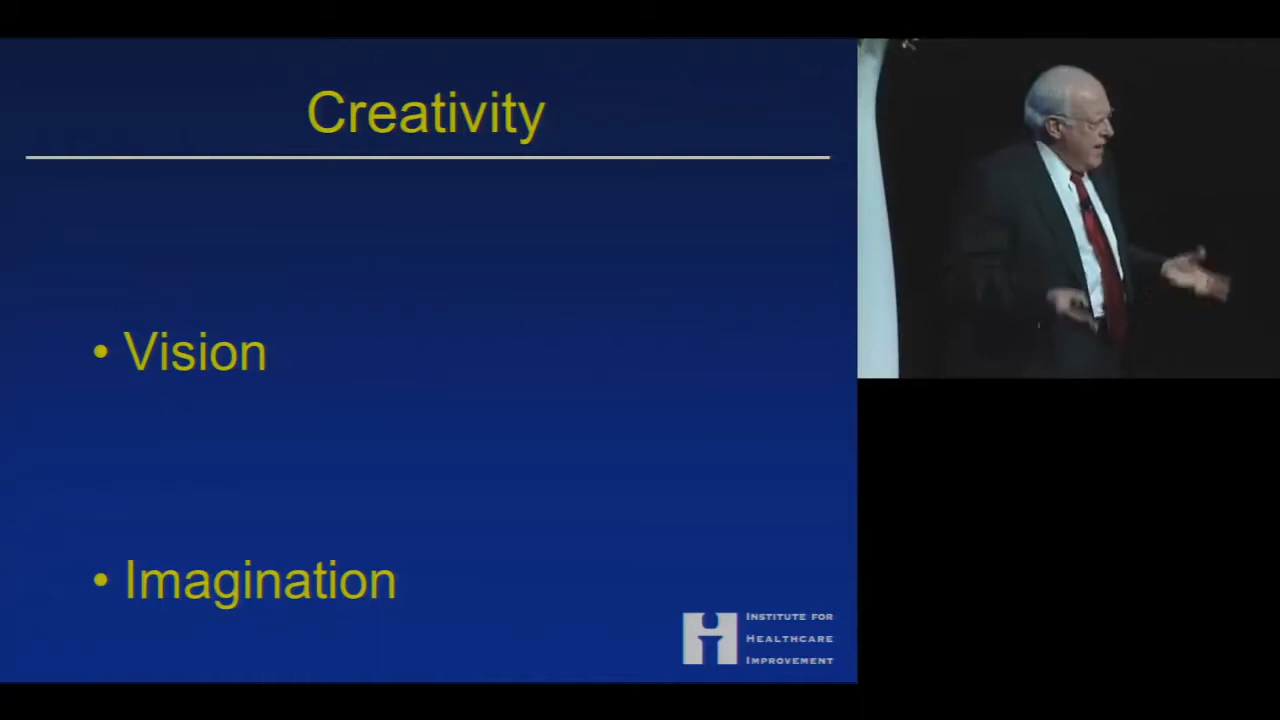 Creativity
• Vision
• Imagination
INSTITUTE FOR
HEALTHCARE
IMPROVEMENT